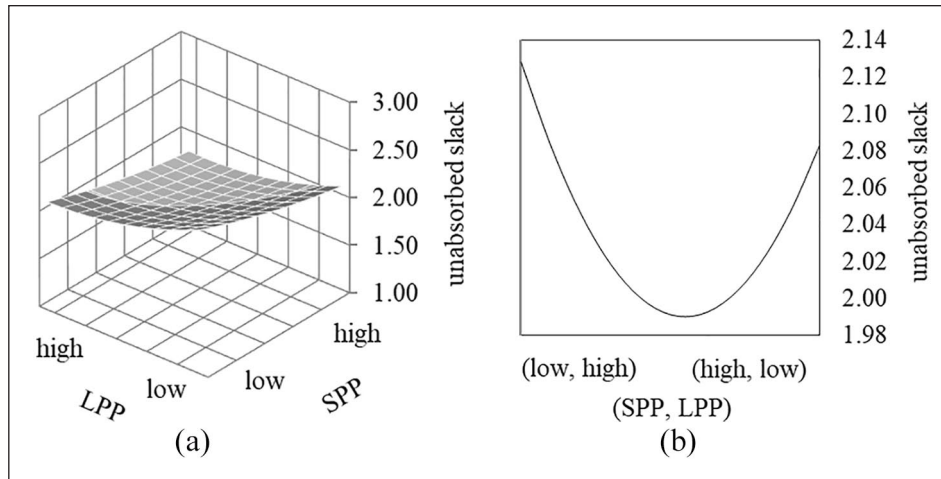 3.00
2.50
2.00
1.50
1.00
unabsorbed slack
high
low
LPP
low
high
SPP
(a)
2.14
2.12
2.10
2.08
2.06
2.04
2.02
2.00
1.98
unabsorbed slack
(low, high) (high, low)
(SPP, LPP)
(b)